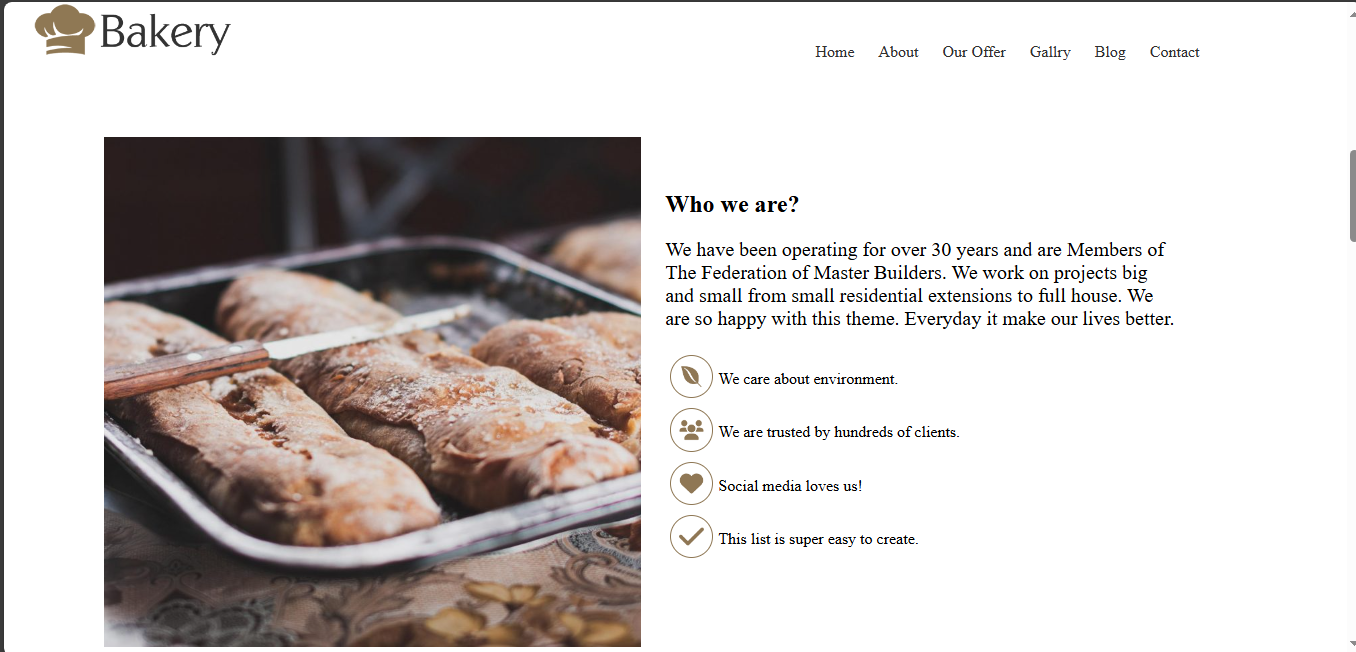 Bakery
Home About Our Offer Gallry Blog Contact
Who we are?
We have been operating for over 30 years and are Members of
The Federation of Master Builders. We work on projects big
and small from small residential extensions to full house. We
are so happy with this theme. Everyday it make our lives better.
We care about environment.
We are trusted by hundreds of clients.
Social media loves us!
This list is super easy to create.